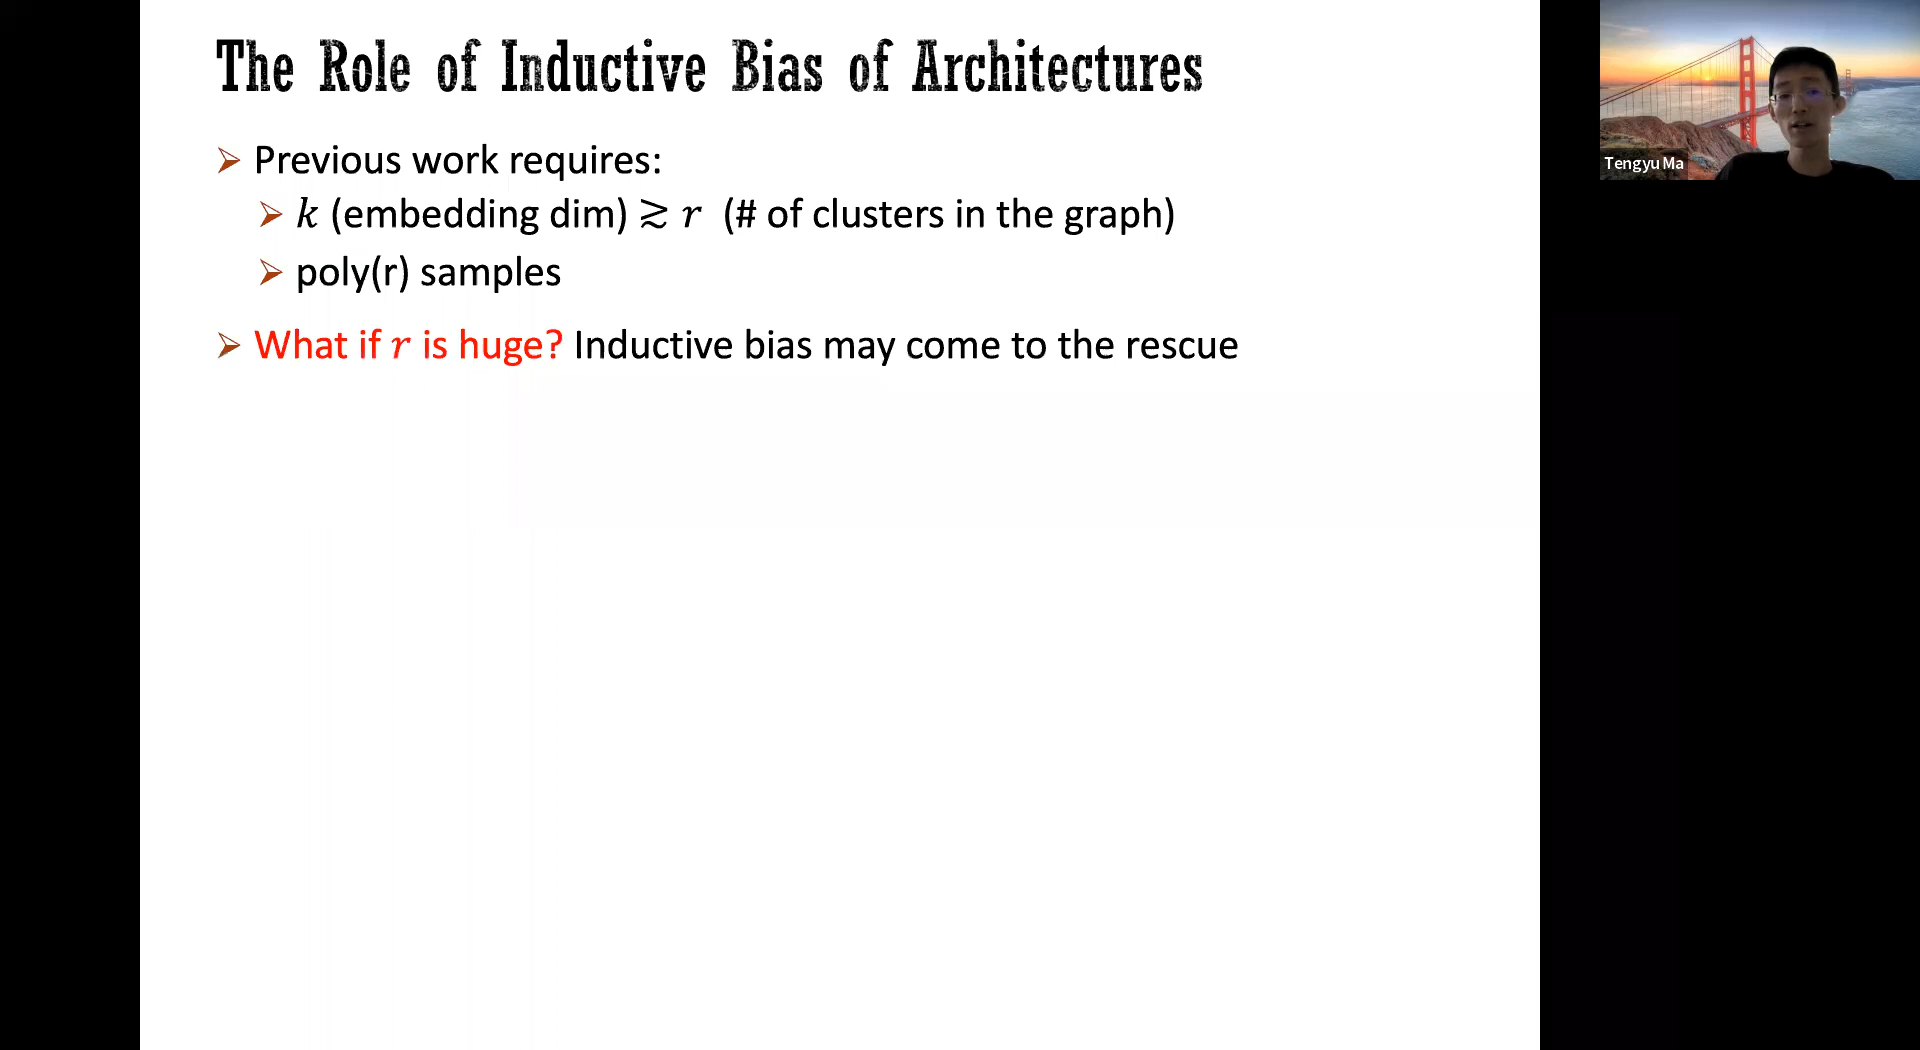 The Role of Inductive Bias of Architectures
Tengyu Ma
➢ Previous work requires:
➢ k (embedding dim) ≳ r (# of clusters in the graph)
➢ poly(r) samples
➢ What if r is huge? Inductive bias may come to the rescue